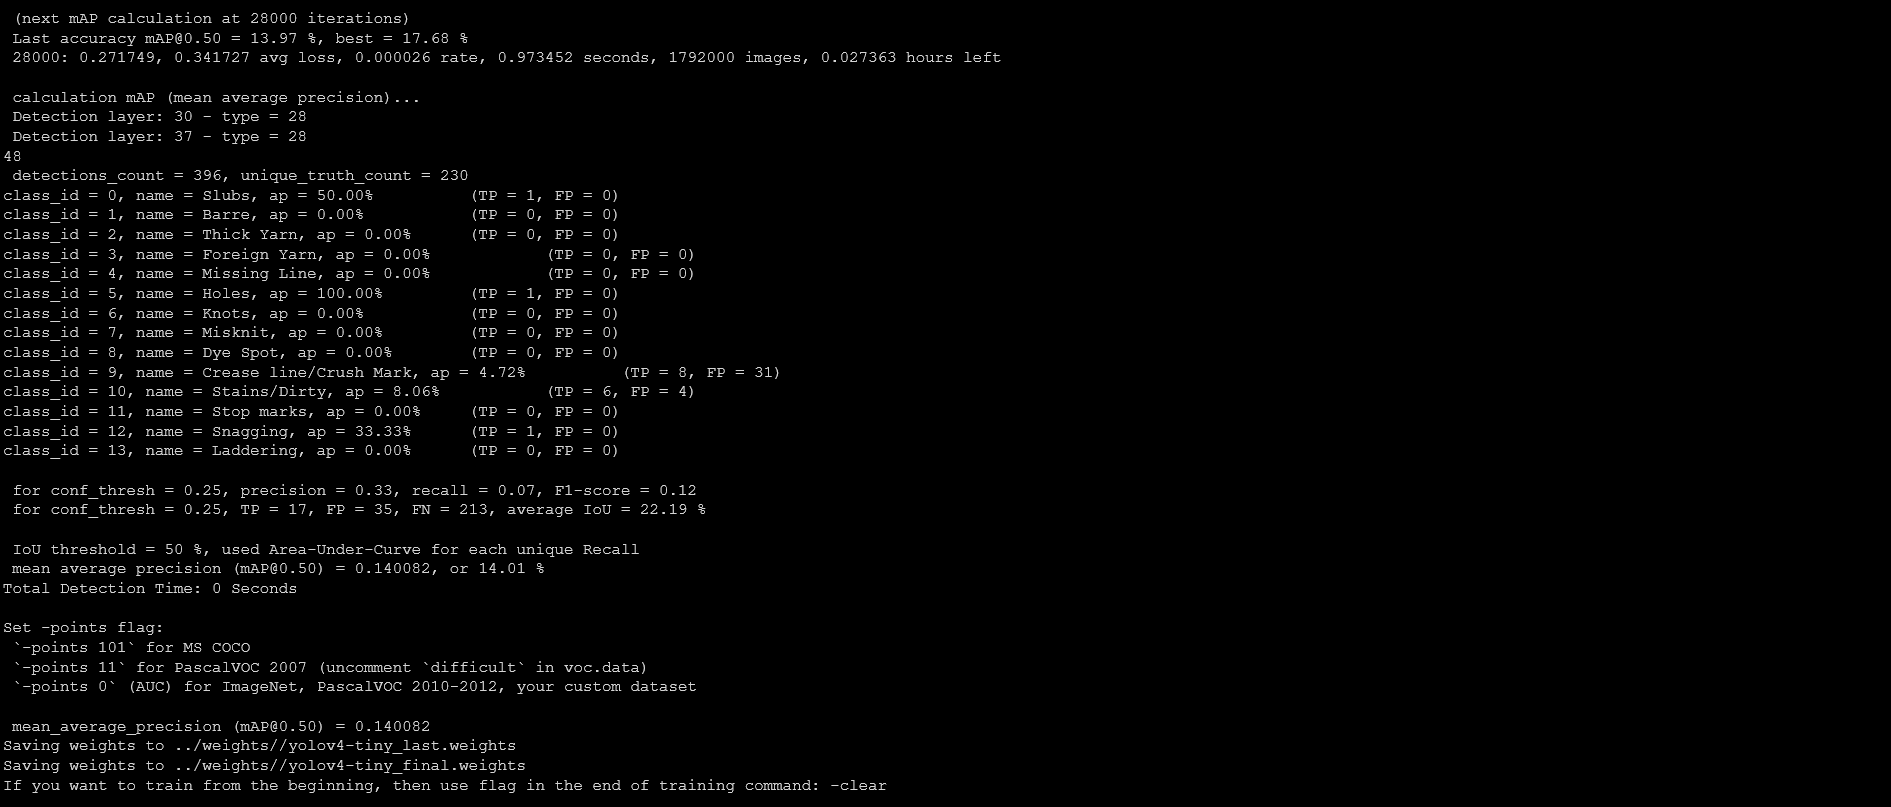 (next mAP calculation at 28000 iterations)
Last accuracy mAP@0.50 = 13.97 %, best = 17.68 %
28000: 0.271749, 0.341727 avg loss, 0.000026 rate, 0.973452 seconds, 1792000 images, 0.027363 hours left
calculation mAP (mean average precision)...
Detection layer: 30 - type = 28
Detection layer: 37 - type = 28
48
detections_count = 396, unique_truth_count = 230
class_id = 0, name = Slubs, ap = 50.00% (TP = 1, FP = 0)
class_id = 1, name = Barre, ap = 0.00% (TP = 0, FP = 0)
class_id = 2, name = Thick Yarn, ap = 0.00% (TP = 0, FP = 0)
class_id = 3, name = Foreign Yarn, ap = 0.00% (TP = 0, FP = 0)
class_id = 4, name = Missing Line, ap = 0.00% (TP = 0, FP = 0)
class_id = 5, name = Holes, ap = 100.00% (TP = 1, FP = 0)
class_id = 6, name = Knots, ap = 0.00% (TP = 0, FP = 0)
class_id = 7, name = Misknit, ap = 0.00% (TP = 0, FP = 0)
class_id = 8, name = Dye Spot, ap = 0.00% (TP = 0, FP = 0)
class_id = 9, name = Crease line/Crush Mark, ap = 4.72% (TP = 8, FP = 31)
class_id = 10, name = Stains/Dirty, ap = 8.06% (TP = 6, FP = 4)
class_id = 11, name = Stop marks, ap = 0.00% (TP = 0, FP = 0)
class_id = 12, name = Snagging, ap = 33.33% (TP = 1, FP = 0)
class_id = 13, name = Laddering, ap = 0.00% (TP = 0, FP = 0)
for conf_thresh = 0.25, precision = 0.33, recall = 0.07, F1-score = 0.12
for conf_thresh = 0.25, TP = 17, FP = 35, FN = 213, average IoU = 22.19 %
IoU threshold = 50 %, used Area-Under-Curve for each unique Recall
mean average precision (mAP@0.50) = 0.140082, or 14.01 %
Total Detection Time: 0 Seconds
Set -points flag:
`-points 101` for MS COCO
`-points 11` for PascalVOC 2007 (uncomment `difficult` in voc.data)
`-points 0` (AUC) for ImageNet, PascalVOC 2010-2012, your custom dataset
mean_average_precision (mAP@0.50) = 0.140082
Saving weights to ../weights//yolov4-tiny_last.weights
Saving weights to ../weights//yolov4-tiny_final.weights
If you want to train from the beginning, then use flag in the end of training command: -clear